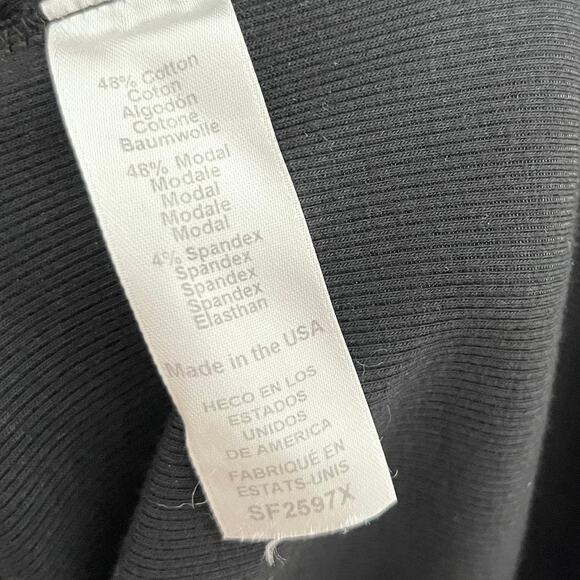 48% Cotton
Coton
Algodón
Cotone
Baumwolle
48% Modal
Modale
Modal
Modale
Modal
4% Spandex
Spandex
Spandex
Spandex
Elasthan
Made in the USA
HECO EN LOS
ESTADOS
UNIDOS
DE AMERICA
FABRIQUÉ EN
ESTATS-UNIS
SF2597X